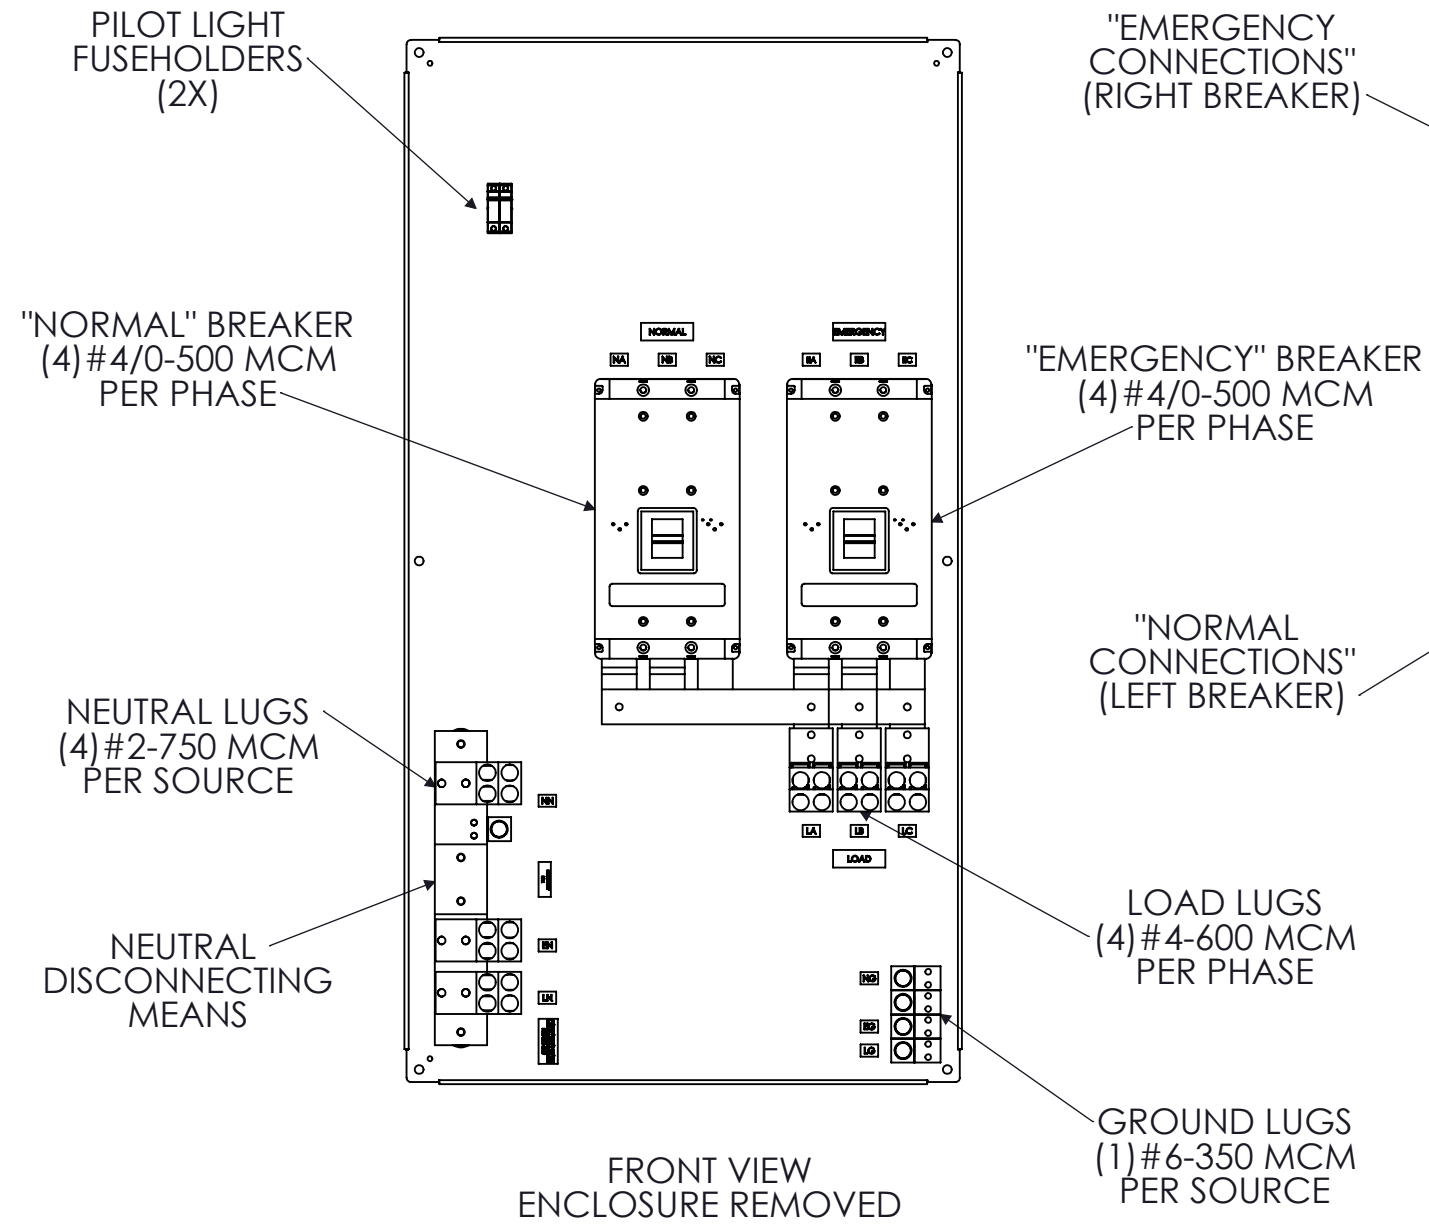 PILOT LIGHT
FUSEHOLDERS
(2X)
"EMERGENCY
CONNECTIONS"
(RIGHT BREAKER)
"NORMAL" BREAKER
(4)#4/0-500 MCM
PER PHASE
NORMAL
NA NB NC
EMERGENCY
EA EB EC
"EMERGENCY" BREAKER
(4)#4/0-500 MCM
PER PHASE
"NORMAL
CONNECTIONS"
(LEFT BREAKER)
NEUTRAL LUGS
(4)#2-750 MCM
PER SOURCE
NN
LA LB LC
LOAD
NEUTRAL
DISCONNECTING
MEANS
EN
LN
LOAD LUGS
(4)#4-600 MCM
PER PHASE
NG
EG
LG
GROUND LUGS
(1)#6-350 MCM
PER SOURCE
FRONT VIEW
ENCLOSURE REMOVED